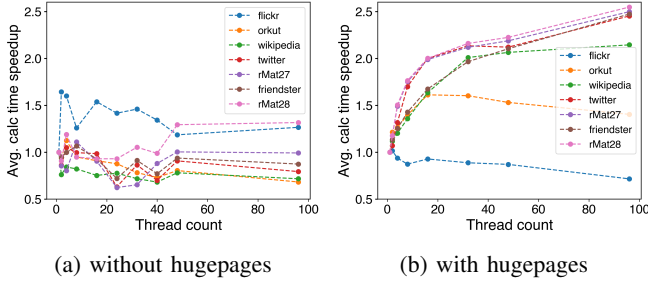 2.5
2.0
1.5
1.0
0.5
Avg. calc time speedup
0 20 40 60 80 100
Thread count
flickr
orkut
wikipedia
twitter
rMat27
friendster
rMat28
(a) without hugepages
2.5
2.0
1.5
1.0
0.5
Avg. calc time speedup
0 20 40 60 80 100
Thread count
flickr
orkut
wikipedia
twitter
rMat27
friendster
rMat28
(b) with hugepages